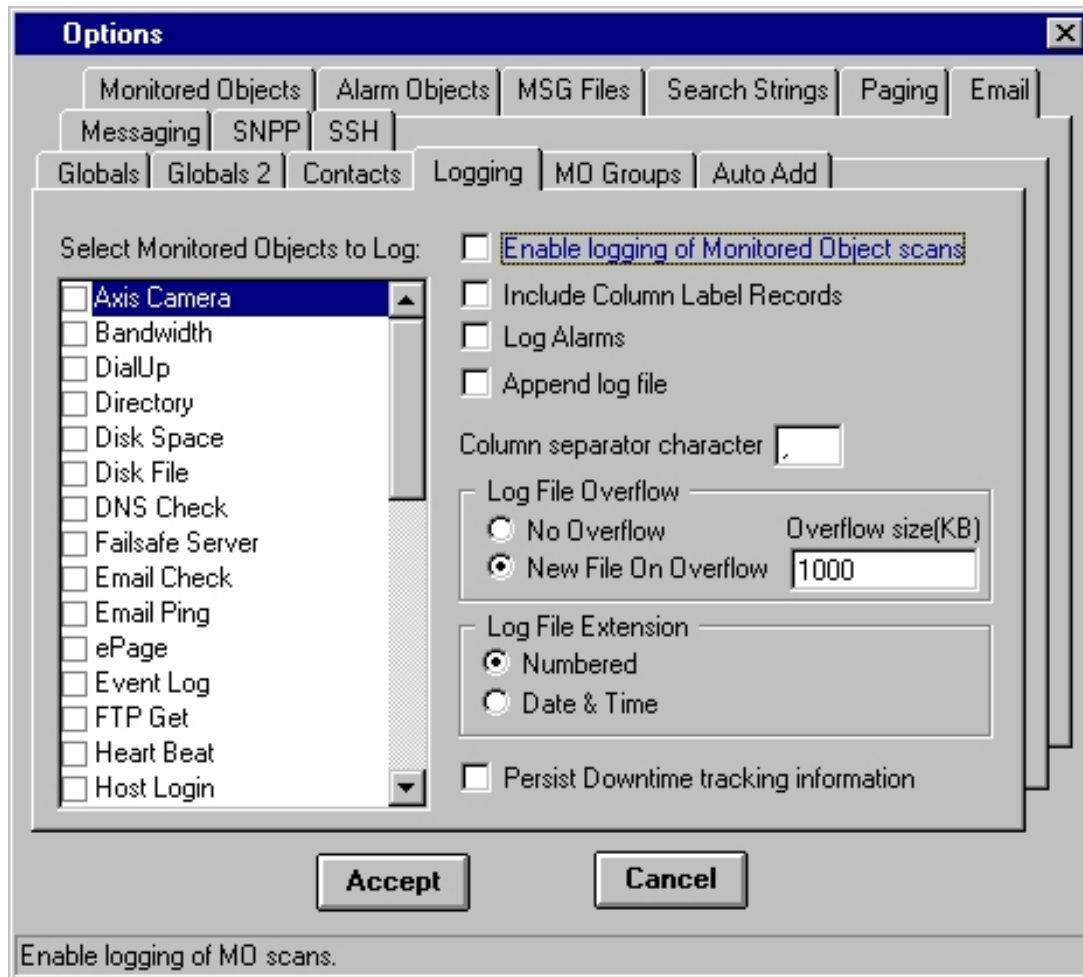 Options
Monitored Objects Alarm Objects MSG Files Search Strings Paging Email
Messaging SNPP SSH
Globals Globals 2 Contacts Logging MO Groups Auto Add
Select Monitored Objects to Log:
Axis Camera
Bandwidth
DialUp
Directory
Disk Space
Disk File
DNS Check
Failsafe Server
Email Check
Email Ping
ePage
Event Log
FTP Get
Heart Beat
Host Login
Enable logging of Monitored Object scans
Include Column Label Records
Log Alarms
Append log file
Column separator character ,
Log File Overflow
No Overflow
New File On Overflow
Overflow size(KB)
1000
Log File Extension
Numbered
Date & Time
Persist Downtime tracking information
Accept Cancel
Enable logging of MO scans.